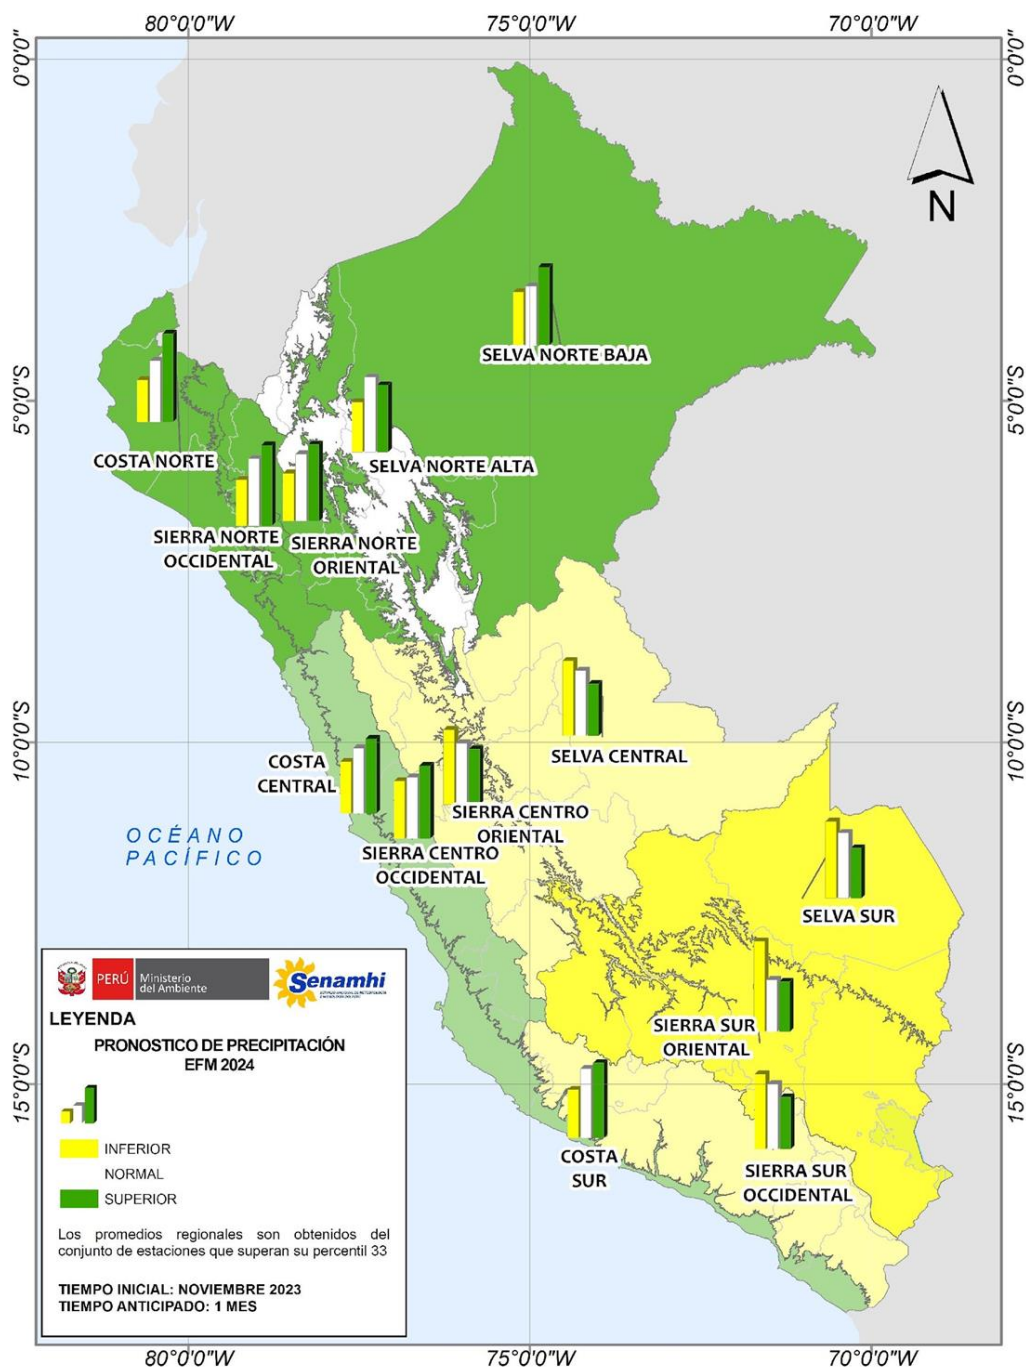 80°0'0"W 75°0'0"W 70°0'0"W
0°0'0" 0°0'0"
N
SELVA NORTE BAJA
5°0'0"S 5°0'0"S
COSTA NORTE
SELVA NORTE ALTA
SIERRA NORTE
OCCIDENTAL
SIERRA NORTE
ORIENTAL
10°0'0"S 10°0'0"S
SELVA CENTRAL
COSTA
CENTRAL
SIERRA CENTRO
ORIENTAL
SIERRA CENTRO
OCCIDENTAL
OCÉANO
PACÍFICO
SELVA SUR
SIERRA SUR
ORIENTAL
15°0'0"S 15°0'0"S
COSTA
SUR
SIERRA SUR
OCCIDENTAL
PERÚ
Ministerio
del Ambiente
Senamhi
LEYENDA
PRONOSTICO DE PRECIPITACIÓN
EFM 2024
INFERIOR
NORMAL
SUPERIOR
Los promedios regionales son obtenidos del
conjunto de estaciones que superan su percentil 33
TIEMPO INICIAL: NOVIEMBRE 2023
TIEMPO ANTICIPADO: 1 MES
80°0'0"W 75°0'0"W 70°0'0"W